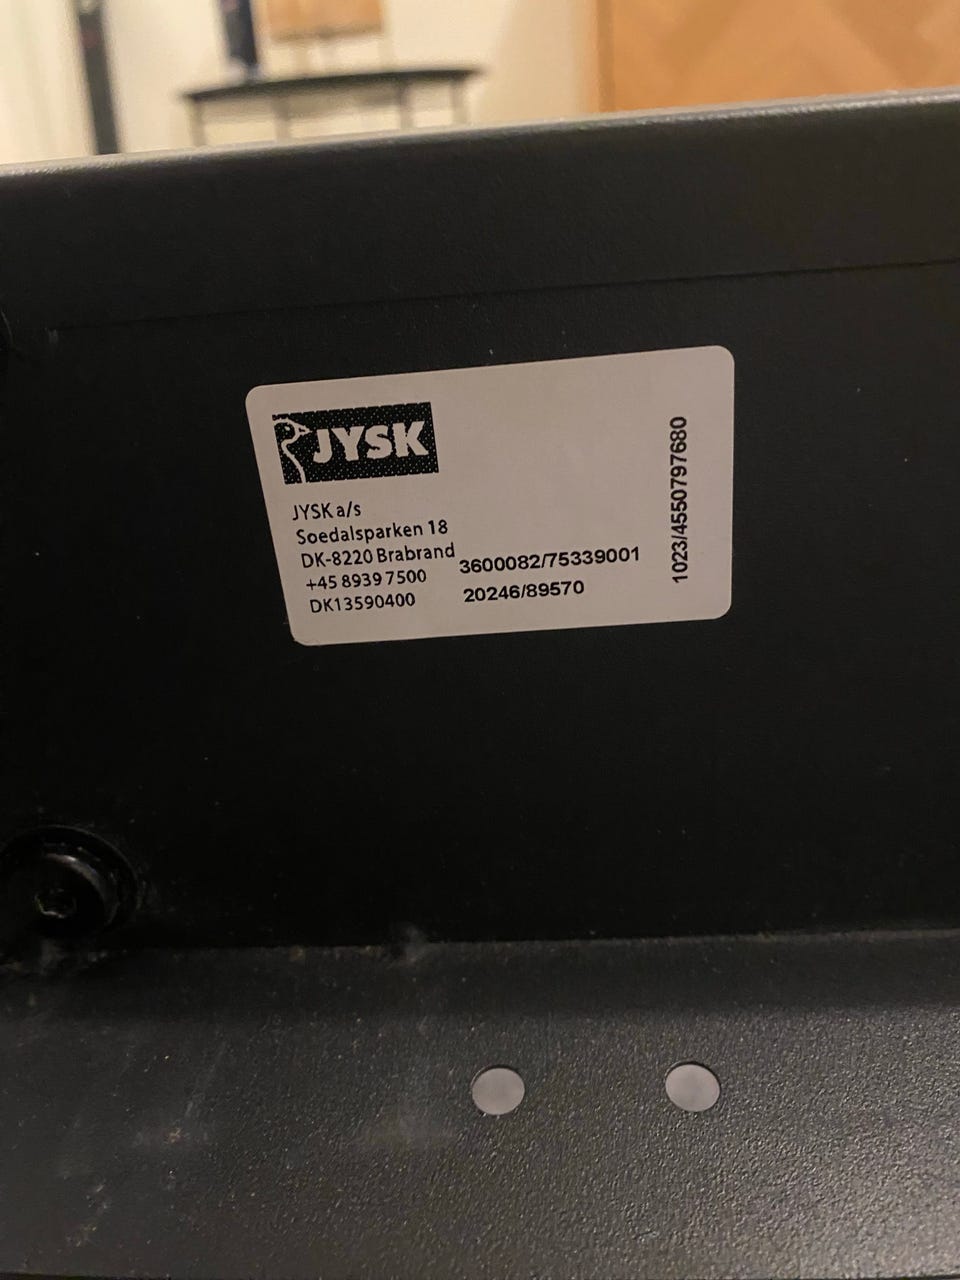 JYSK
JYSK a/s
Soedalsparken 18
DK-8220 Brabrand
+45 8939 7500
DK13590400
3600082/75339001
20246/89570
1023/4550797680